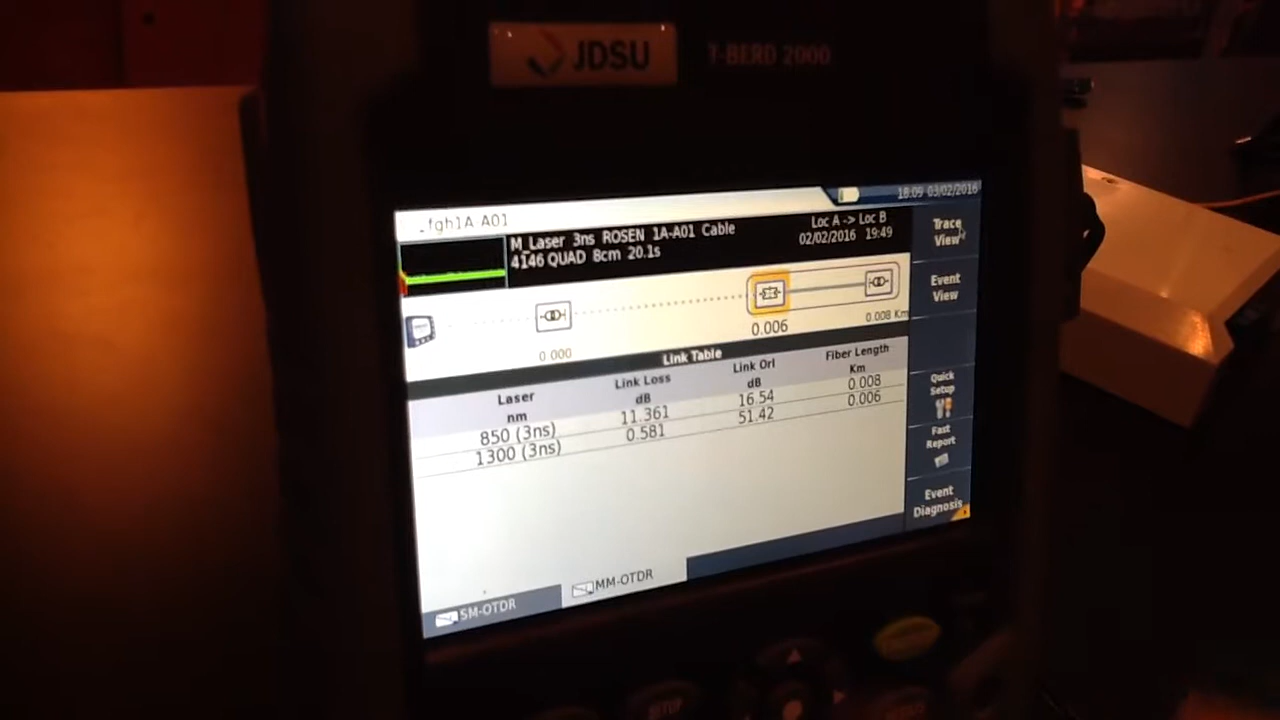 JDSU
T-BERD 2000
18:09 03/02/2016
_fgh1A A01
M_Laser 3ns ROSEN 1A-A01 Cable
4146 QUAD 8cm 20.1s
Loc A -> Loc B
02/02/2016 19:49
Trace
View
Event
View
0.000
0.006
0.008 Km
Link Table
Laser
nm
Link Loss
dB
Link Orl
dB
Fiber Length
Km
850 (3ns) 11.361 16.54 0.008
1300 (3ns) 0.581 51.42 0.006
Quick
Setup
Fast
Report
Event
Diagnosis
SM-OTDR
MM-OTDR
SETUP